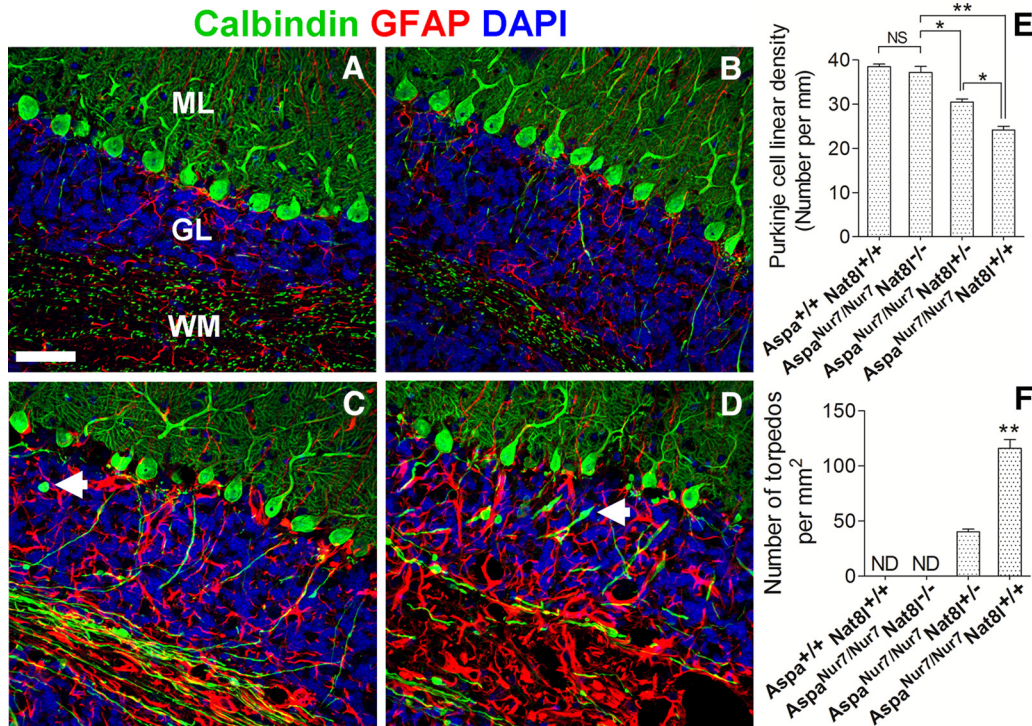 Calbindin GFAP DAPI
A
ML
GL
WM
B
C
D
E
Purkinje cell linear density
(Number per mm)
40
30
20
10
0
NS
*
**
*
Aspa+/+ Nat8l+/+
AspaNur7/Nur7 Nat8l-/-
AspaNur7/Nur7 Nat8l+/-
AspaNur7/Nur7 Nat8l+/+
F
Number of torpedos
per mm2
150
100
50
0
ND
ND
**
Aspa+/+ Nat8l+/+
AspaNur7/Nur7 Nat8l-/-
AspaNur7/Nur7 Nat8l+/-
AspaNur7/Nur7 Nat8l+/+